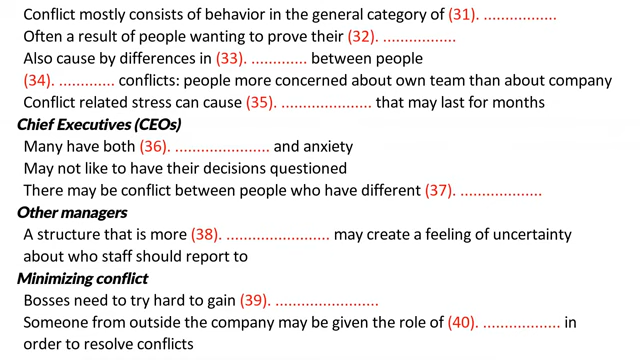 Conflict mostly consists of behavior in the general category of (31). .................
Often a result of people wanting to prove their (32). .................
Also cause by differences in (33). ............. between people
(34). ............. conflicts: people more concerned about own team than about company
Conflict related stress can cause (35). ..................... that may last for months
Chief Executives (CEOs)
Many have both (36). ...................... and anxiety
May not like to have their decisions questioned
There may be conflict between people who have different (37). ...................
Other managers
A structure that is more (38). ........................ may create a feeling of uncertainty
about who staff should report to
Minimizing conflict
Bosses need to try hard to gain (39). ........................
Someone from outside the company may be given the role of (40). .................. in
order to resolve conflicts